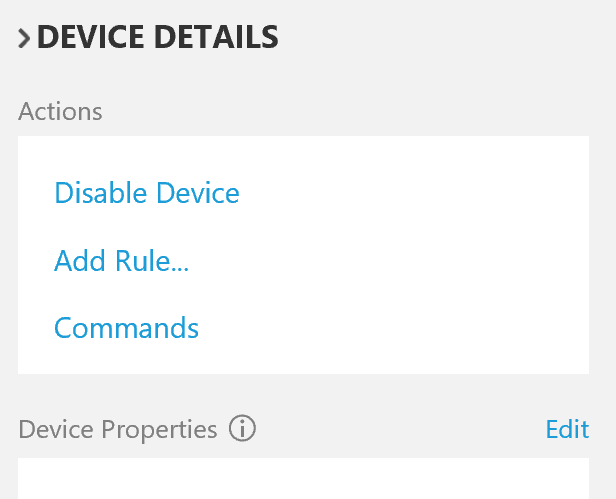 DEVICE DETAILS
Actions
Disable Device
Add Rule...
Commands
Device Properties Edit